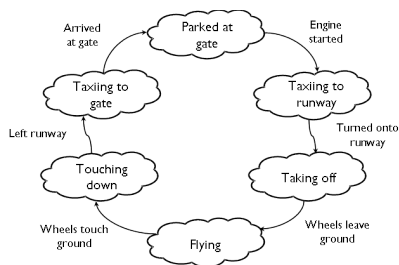 Arrived
at gate
Parked at
gate
Engine
started
Taxiing to
gate
Taxiing to
runway
Left runway
Turned onto
runway
Touching
down
Taking off
Wheels touch
ground
Flying
Wheels leave
ground